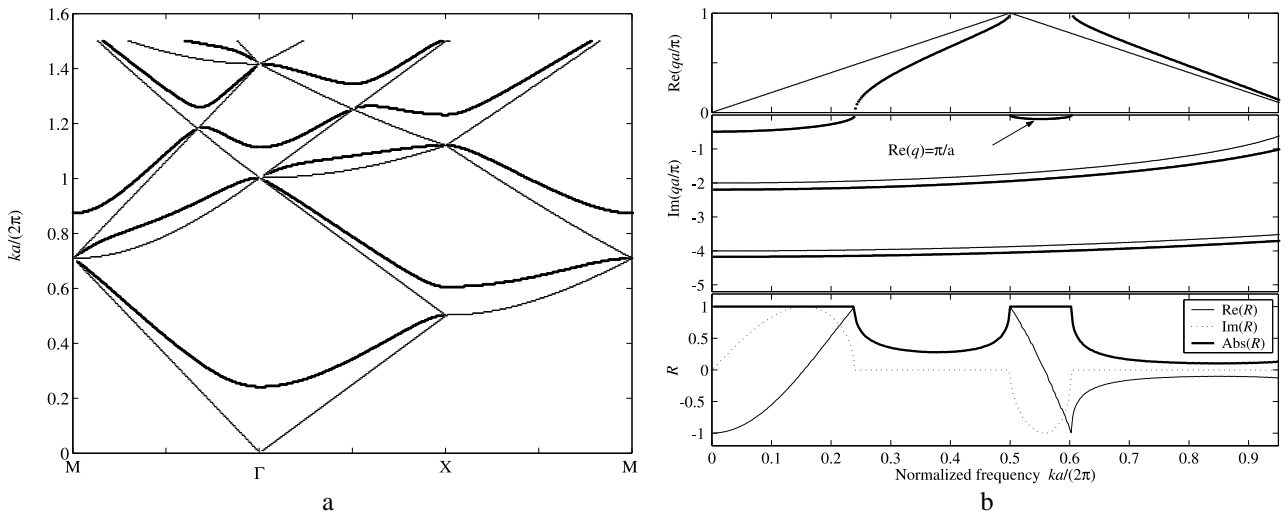 1.6
1.4
1.2
1
0.8
0.6
0.4
0.2
0
ka/(2π)
M
Γ
X
M
a
1
0
Re(qa/π)
-1
-2
-3
-4
-5
Im(qa/π)
Re(q)=π/a
1
0.5
0
-0.5
-1
R
Re(R)
Im(R)
Abs(R)
0
0.1
0.2
0.3
0.4
0.5
0.6
0.7
0.8
0.9
Normalized frequency ka/(2π)
b